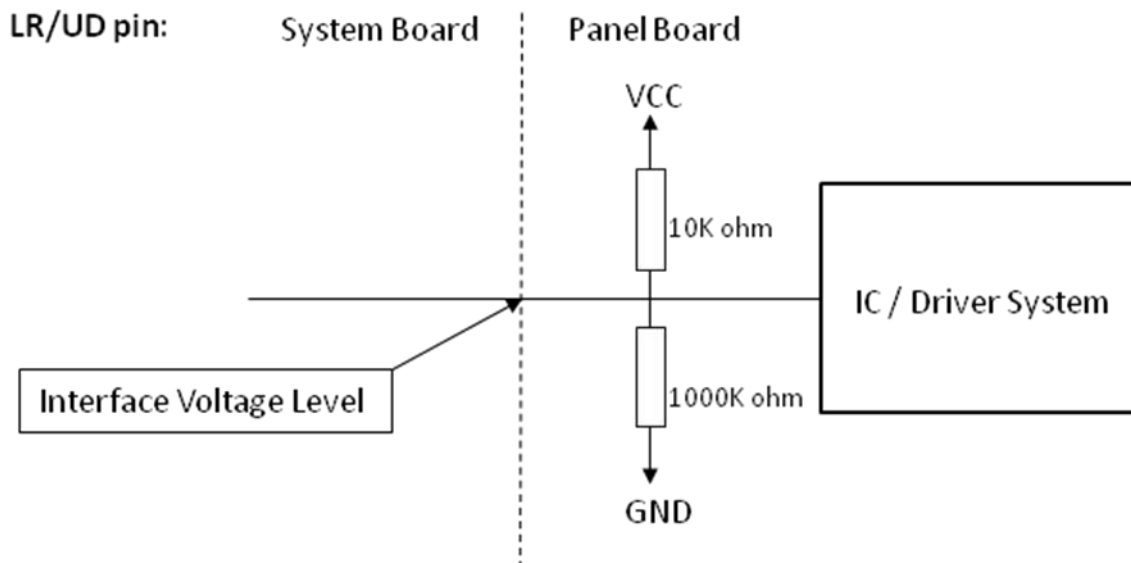 LR/UD pin:
System Board
Panel Board
VCC
10K ohm
IC / Driver System
Interface Voltage Level
1000K ohm
GND